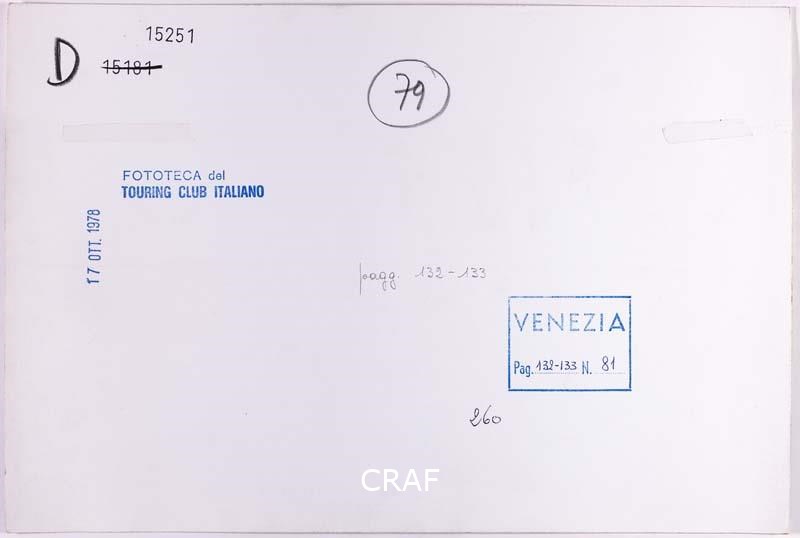 15251
D
15181
79
FOTOTECA del
TOURING CLUB ITALIANO
17 OTT. 1978
pagg. 132-133
VENEZIA
Pag. 132-133 N. 81
260
CRAF